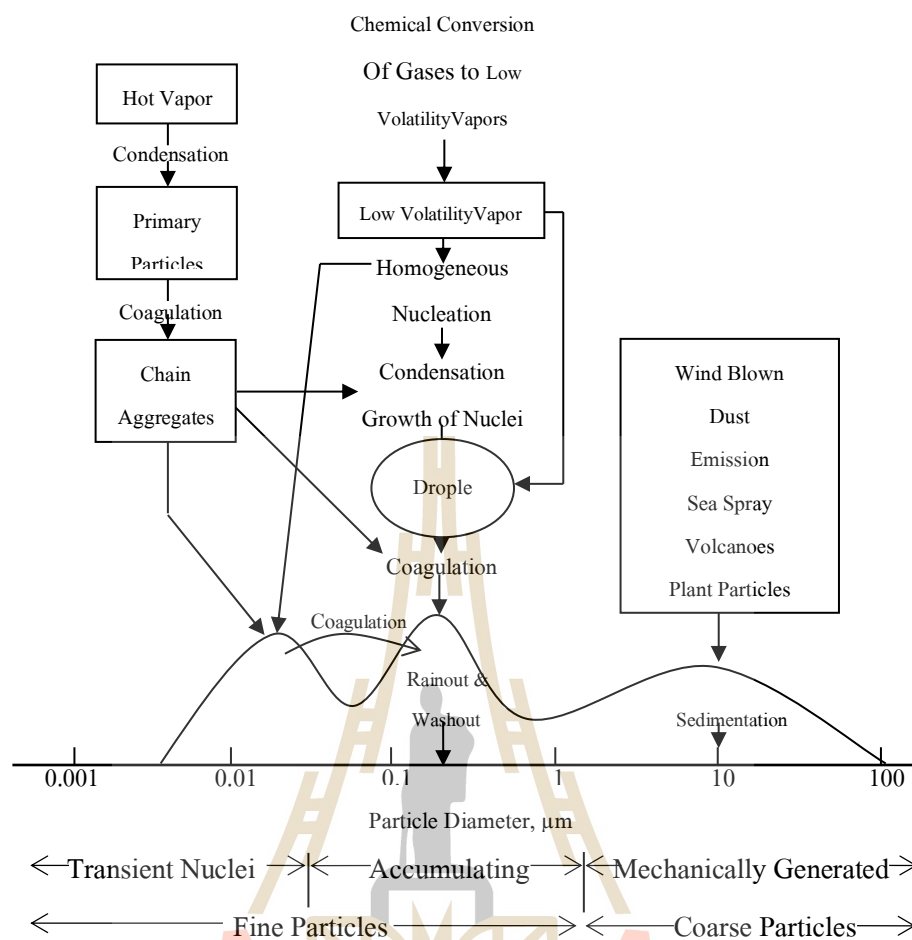 Chemical Conversion
Of Gases to Low
VolatilityVapors
Hot Vapor
Condensation
Primary
Particles
Coagulation
Chain
Aggregates
Low VolatilityVapor
Homogeneous
Nucleation
Condensation
Growth of Nuclei
Drople
Coagulation
Coagulation
Rainout &
Washout
Wind Blown
Dust
Emission
Sea Spray
Volcanoes
Plant Particles
Sedimentation
0.001 0.01 0.1 1 10 100
Particle Diameter, µm
Transient Nuclei Accumulating Mechanically Generated
Fine Particles Coarse Particles